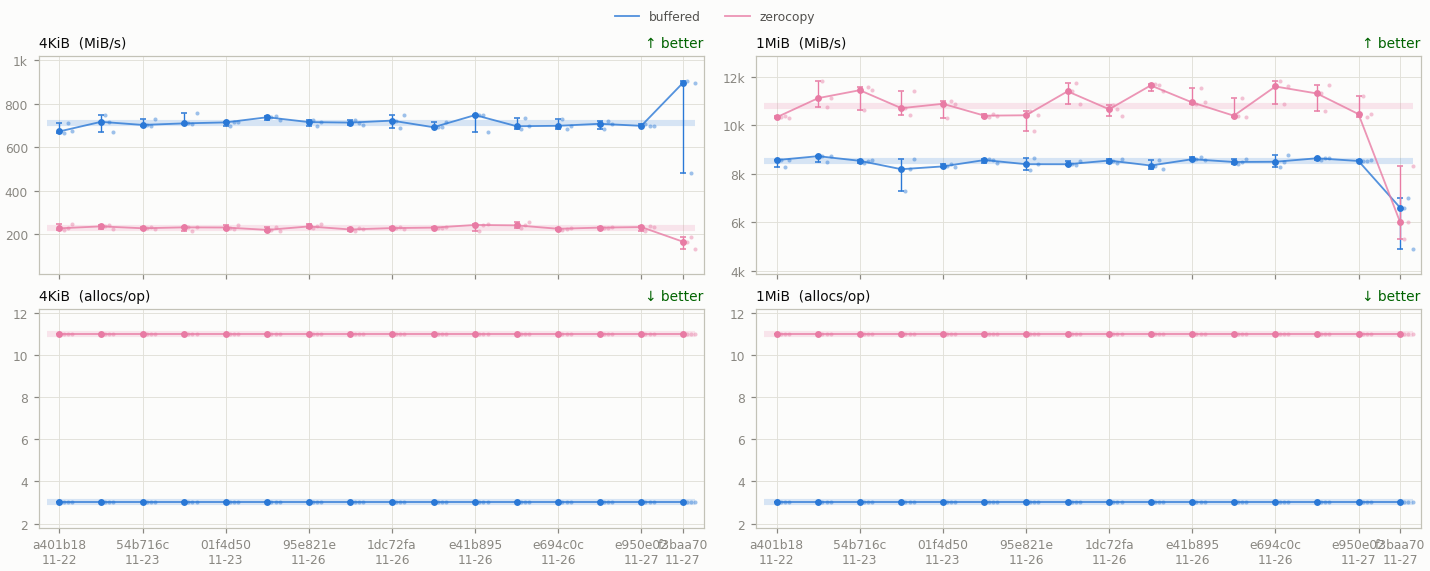 buffered zerocopy
4KiB (MiB/s) ↑ better
1k
800
600
400
200
1MiB (MiB/s) ↑ better
12k
10k
8k
6k
4k
4KiB (allocs/op) ↓ better
12
10
8
6
4
2
a401b18 54b716c 01f4d50 95e821e 1dc72fa e41b895 e694c0c
11-22 11-23 11-23 11-26 11-26 11-26 11-26 11-27 11-27
1MiB (allocs/op) ↓ better
12
10
8
6
4
2
a401b18 54b716c 01f4d50 95e821e 1dc72fa e41b895 e694c0c
11-22 11-23 11-23 11-26 11-26 11-26 11-26 11-27 11-27